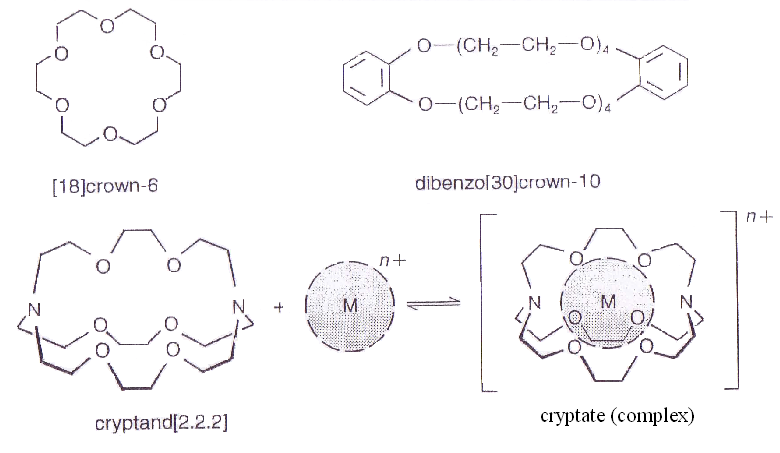 O
O O
O O
O
[18]crown-6
O—(CH₂—CH₂—O)₄
O—(CH₂—CH₂—O)₄
dibenzo[30]crown-10
O O
N N
O O
O O
cryptand[2.2.2]
+
M
n+
n+
O O
N M N
O O
O O
cryptate (complex)